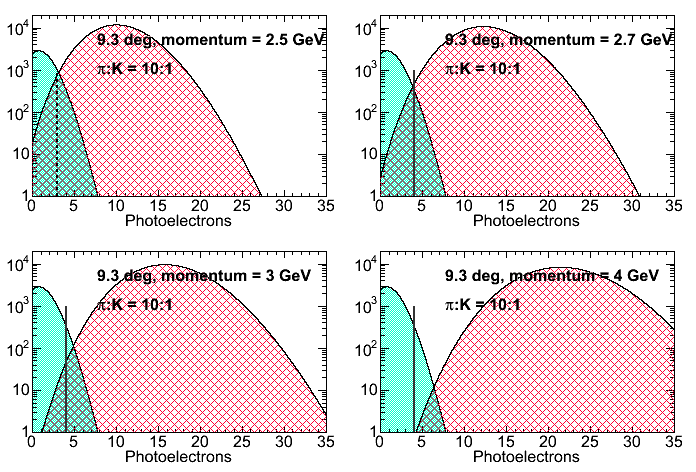 10⁴
10³
10²
10
1
9.3 deg, momentum = 2.5 GeV
π:K = 10:1
0 5 10 15 20 25 30 35
Photoelectrons
10⁴
10³
10²
10
1
9.3 deg, momentum = 2.7 GeV
π:K = 10:1
0 5 10 15 20 25 30 35
Photoelectrons
10⁴
10³
10²
10
1
9.3 deg, momentum = 3 GeV
π:K = 10:1
0 5 10 15 20 25 30 35
Photoelectrons
10⁴
10³
10²
10
1
9.3 deg, momentum = 4 GeV
π:K = 10:1
0 5 10 15 20 25 30 35
Photoelectrons